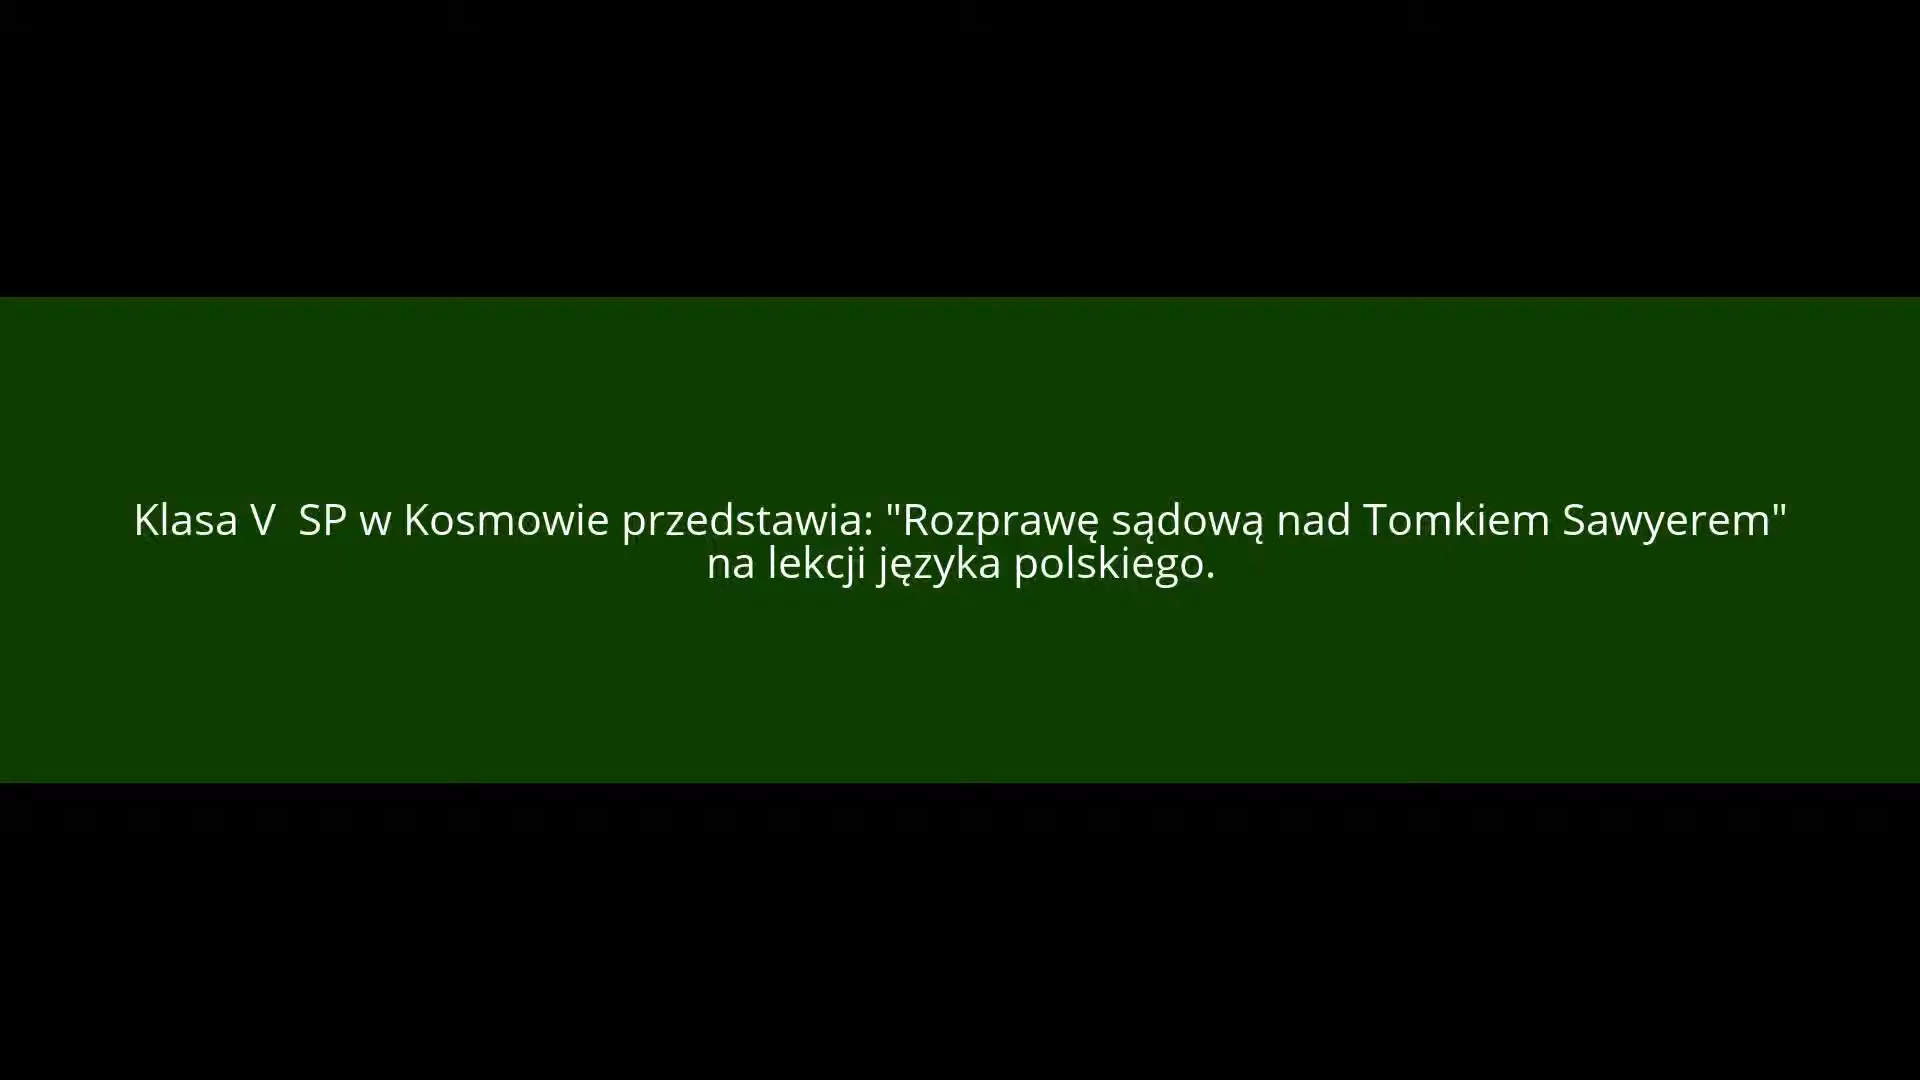 Klasa V  SP w Kosmowie przedstawia: "Rozprawę sądową nad Tomkiem Sawyerem"
na lekcji języka polskiego.